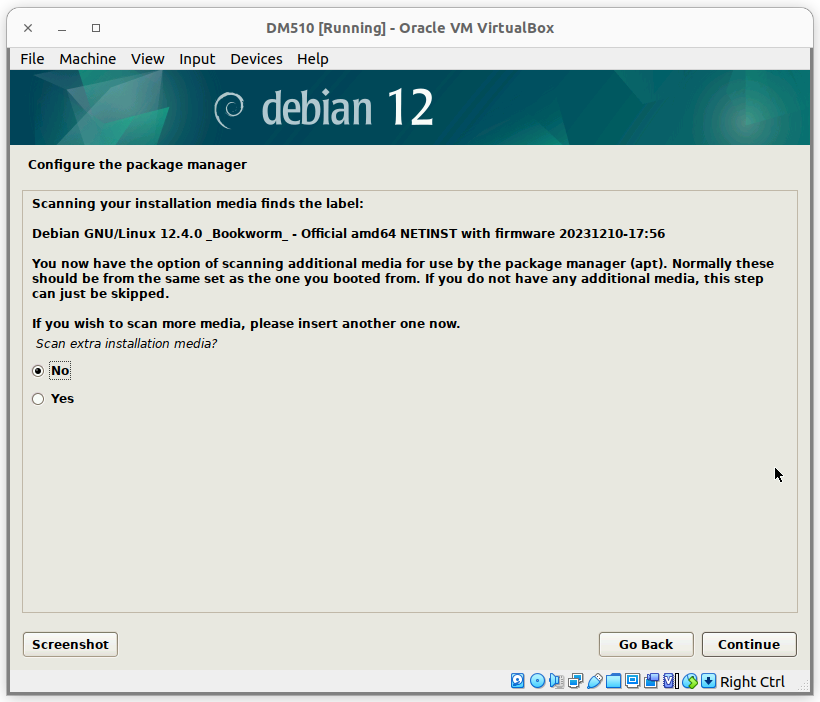 DM510 [Running] - Oracle VM VirtualBox
File Machine View Input Devices Help
debian 12
Configure the package manager
Scanning your installation media finds the label:
Debian GNU/Linux 12.4.0 _Bookworm_ - Official amd64 NETINST with firmware 20231210-17:56
You now have the option of scanning additional media for use by the package manager (apt). Normally these
should be from the same set as the one you booted from. If you do not have any additional media, this step
can just be skipped.
If you wish to scan more media, please insert another one now.
Scan extra installation media?
No
Yes
Screenshot Go Back Continue
Right Ctrl